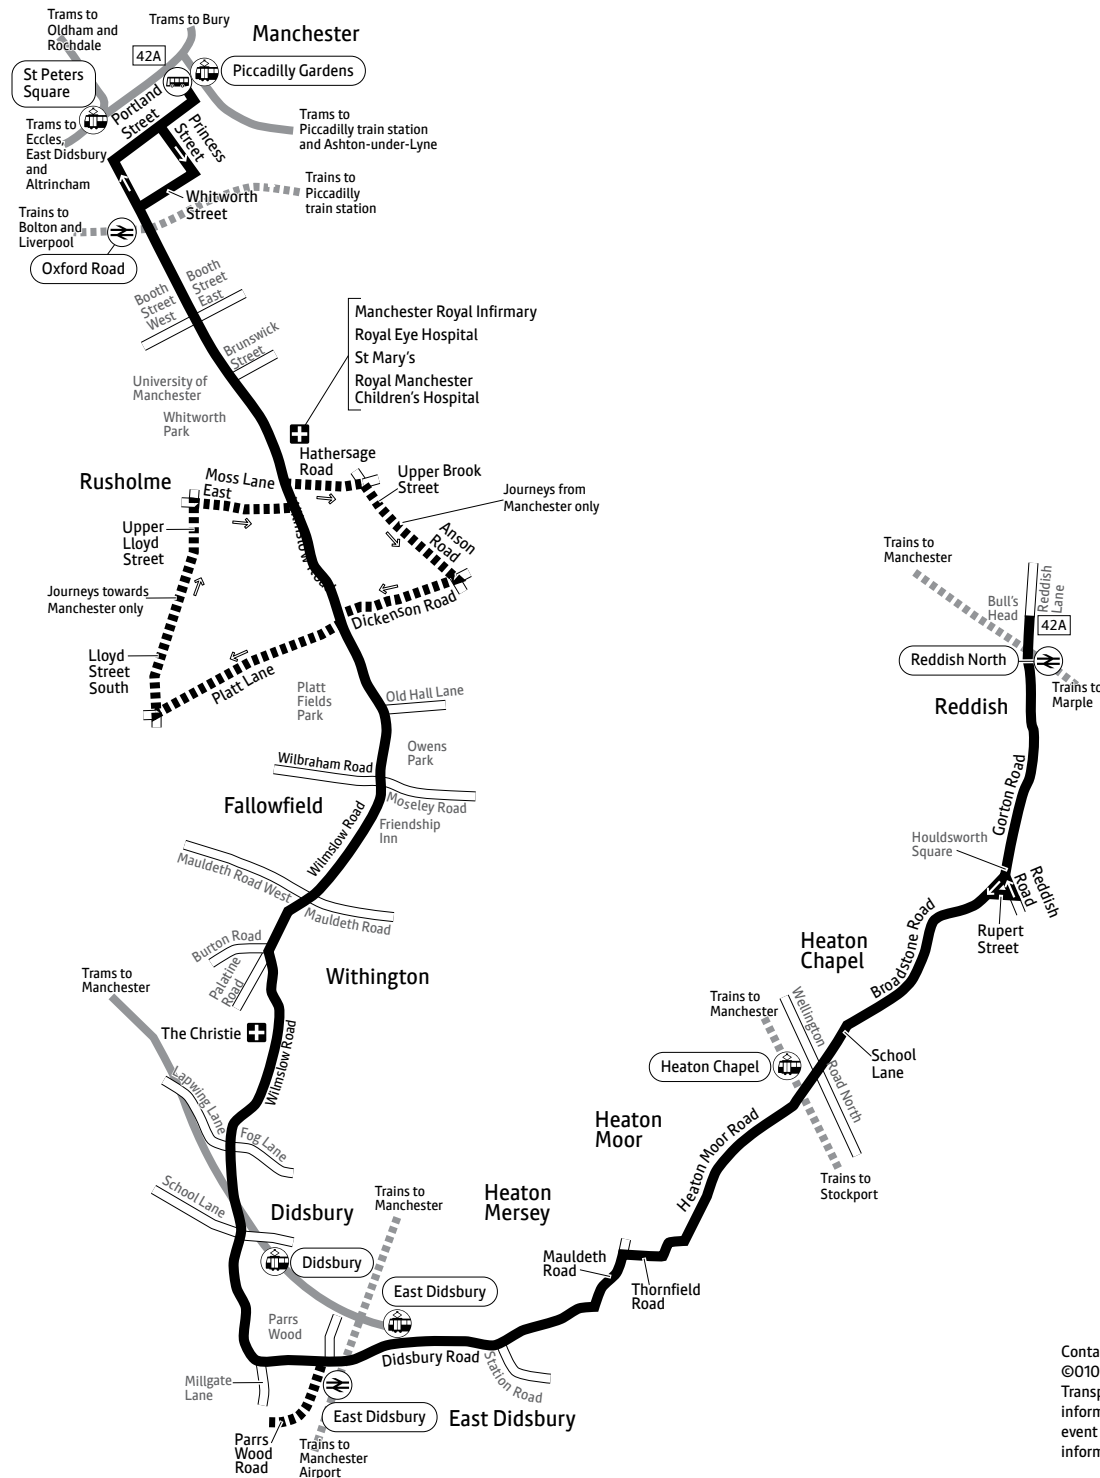 Trams to
Oldham and
Rochdale
Trams to Bury
Manchester
42A
St Peters
Square
Piccadilly Gardens
Portland
Street
Princess
Street
Trams to
Piccadilly train station
and Ashton-under-Lyne
Trams to
Eccles,
East Didsbury
and
Altrincham
Whitworth
Street
Trains to
Piccadilly
train station
Trains to
Bolton and
Liverpool
Oxford Road
Booth
Street
West
Booth
Street
East
Brunswick
Street
Manchester Royal Infirmary
Royal Eye Hospital
St Mary's
Royal Manchester
Children's Hospital
University of
Manchester
Whitworth
Park
Hathersage
Road
Rusholme
Moss Lane
East
Upper Brook
Street
Journeys from
Manchester only
Upper
Lloyd
Street
Wilmslow Road
Anson
Road
Journeys towards
Manchester only
Dickenson Road
Lloyd
Street
South
Platt Lane
Platt
Fields
Park
Old Hall Lane
Owens
Park
Wilbraham Road
Moseley Road
Fallowfield
Friendship
Inn
Wilmslow Road
Mauldeth Road West
Mauldeth Road
Burton Road
Palatine
Road
Withington
Trams to
Manchester
The Christie
Wilmslow Road
Lapwing Lane
Fog Lane
School Lane
Didsbury
Didsbury
Trains to
Manchester
Heaton
Mersey
East Didsbury
Parrs
Wood
Didsbury Road
Station Road
Millgate
Lane
East Didsbury
East Didsbury
Parrs
Wood
Road
Trains to
Manchester
Airport
Mauldeth
Road
Thornfield
Road
Heaton
Moor
Heaton Moor Road
Heaton Chapel
Trains to
Manchester
Wellington
Road North
Trains to
Stockport
School
Lane
Heaton
Chapel
Broadstone Road
Rupert
Street
Reddish
Road
Houldsworth
Square
Gorton Road
Reddish
Reddish North
Trains to
Marple
42A
Bull's
Head
Reddish
Lane
Trains to
Manchester
Conta
©010
Transp
inform
event
inform